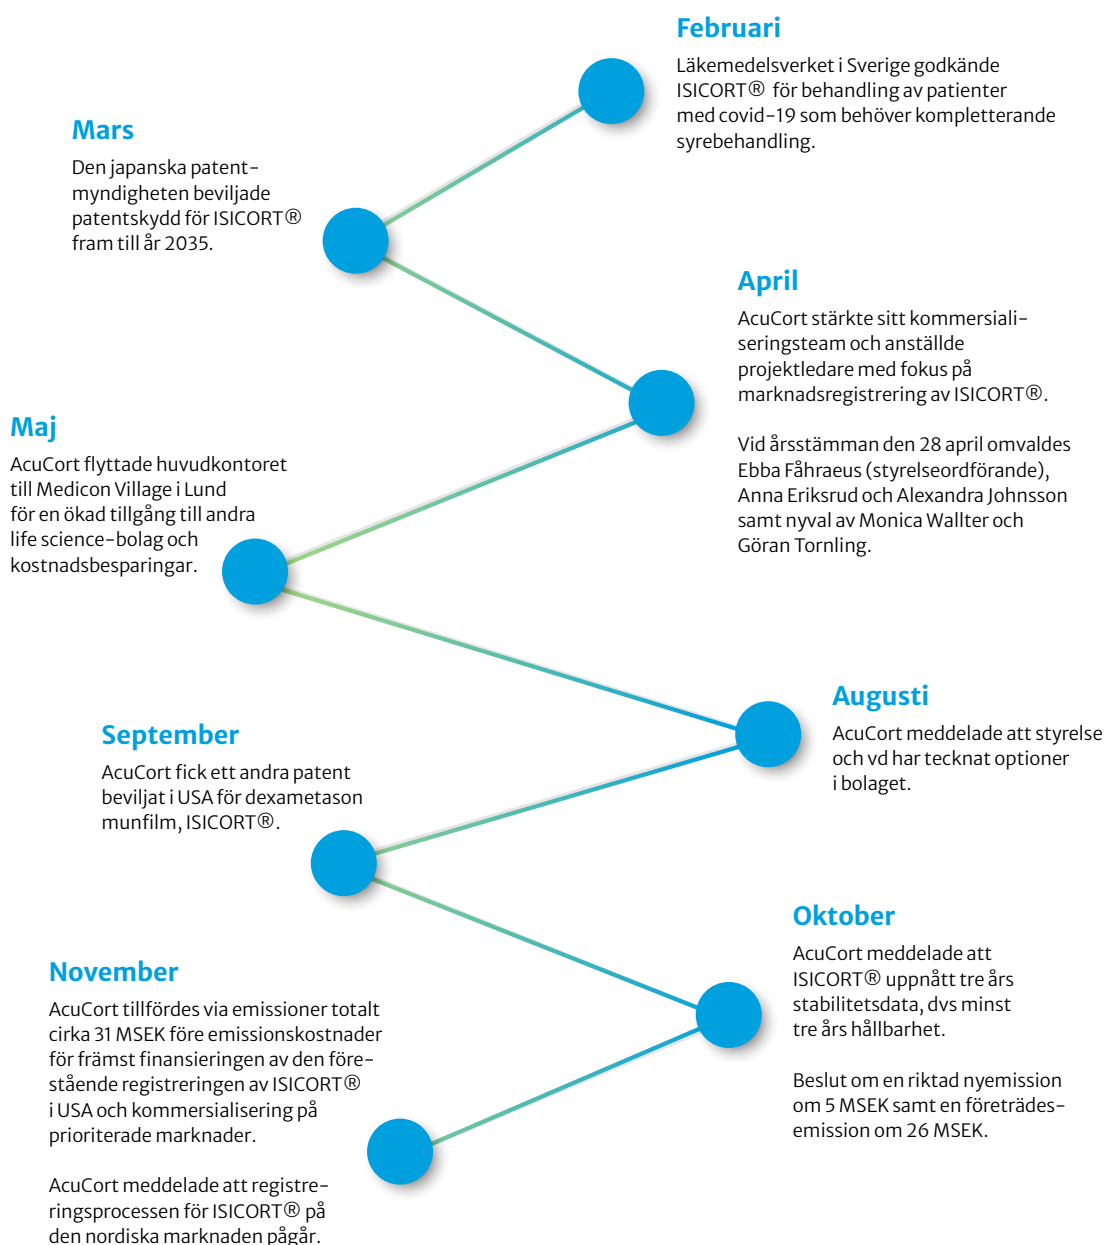 Februari
Läkemedelsverket i Sverige godkände
ISICORT® för behandling av patienter
med covid-19 som behöver kompletterande
syrebehandling.
Mars
Den japanska patent-
myndigheten beviljade
patentskydd för ISICORT®
fram till år 2035.
April
AcuCort stärkte sitt kommersiali-
seringsteam och anställde
projektledare med fokus på
marknadsregistrering av ISICORT®.
Vid årsstämman den 28 april omvaldes
Ebba Fåhraeus (styrelseordförande),
Anna Eriksrud och Alexandra Johnsson
samt nyval av Monica Wallter och
Göran Tornling.
Maj
AcuCort flyttade huvudkontoret
till Medicon Village i Lund
för en ökad tillgång till andra
life science-bolag och
kostnadsbesparingar.
Augusti
AcuCort meddelade att styrelse
och vd har tecknat optioner
i bolaget.
September
AcuCort fick ett andra patent
beviljat i USA för dexametason
munfilm, ISICORT®.
Oktober
AcuCort meddelade att
ISICORT® uppnått tre års
stabilitetsdata, dvs minst
tre års hållbarhet.
Beslut om en riktad nyemission
om 5 MSEK samt en företrädes-
emission om 26 MSEK.
November
AcuCort tillfördes via emissioner totalt
cirka 31 MSEK före emissionskostnader
för främst finansieringen av den före-
stående registreringen av ISICORT®
i USA och kommersialisering på
prioriterade marknader.
AcuCort meddelade att registre-
ringsprocessen för ISICORT® på
den nordiska marknaden pågår.